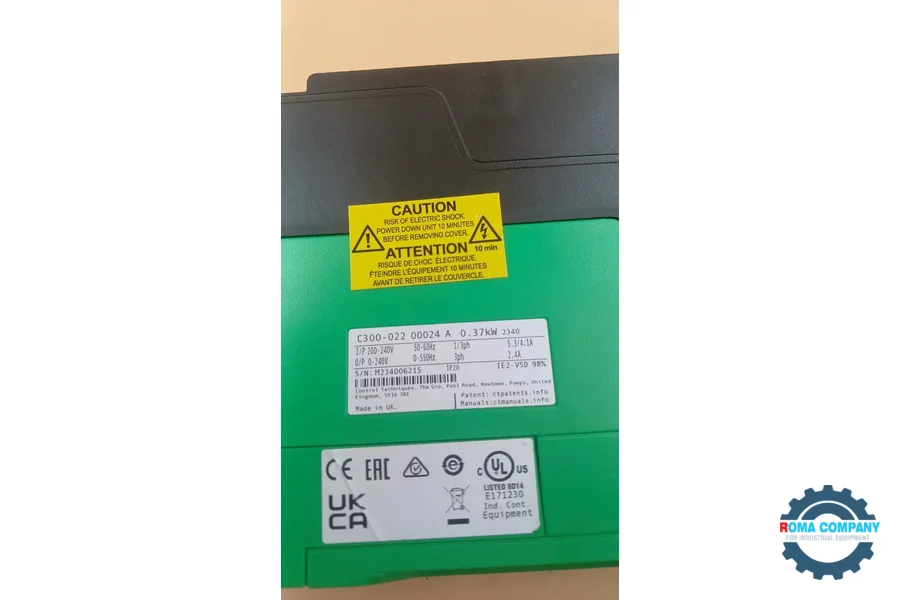 CAUTION
RISK OF ELECTRIC SHOCK.
POWER DOWN UNIT 10 MINUTES
BEFORE REMOVING COVER.
10 min
ATTENTION
RISQUE DE CHOC ÉLECTRIQUE.
ÉTEINDRE L'ÉQUIPEMENT 10 MINUTES
AVANT DE RETIRER LE COUVERCLE.
C300-022 00024 A 0.37kW 2340
I/P 200-240V 50-60Hz 1/3ph 5.3/4.1A
O/P 0-240V 0-550Hz 3ph 2.4A
S/N: M234006215 IP20 IE2-VSD 98%
Control Techniques, The Gro, Pool Road, Newtown, Powys, United
Kingdom, SY16 3BE
Patent: ctpatents.info
Made in UK.
Manuals: ctmanuals.info
CE EAC
C UL US
LISTED 8D14
E171230
Ind. Cont.
Equipment
UK
CA
ROMA COMPANY
FOR INDUSTRIAL EQUIPMENT